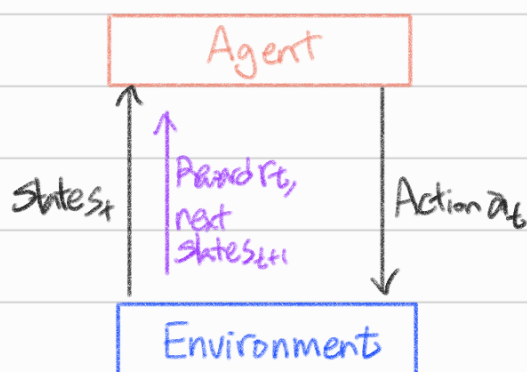 Agent
State sₜ
Reward rₜ,
next
state sₜ₊₁
Action aₜ
Environment